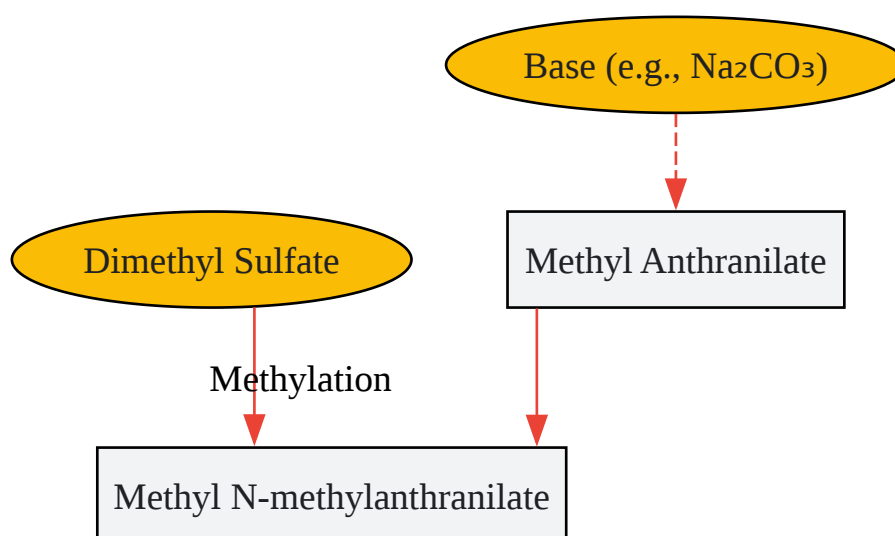 Base (e.g., Na₂CO₃)
Dimethyl Sulfate
Methyl Anthranilate
Methylation
Methyl N-methylanthranilate